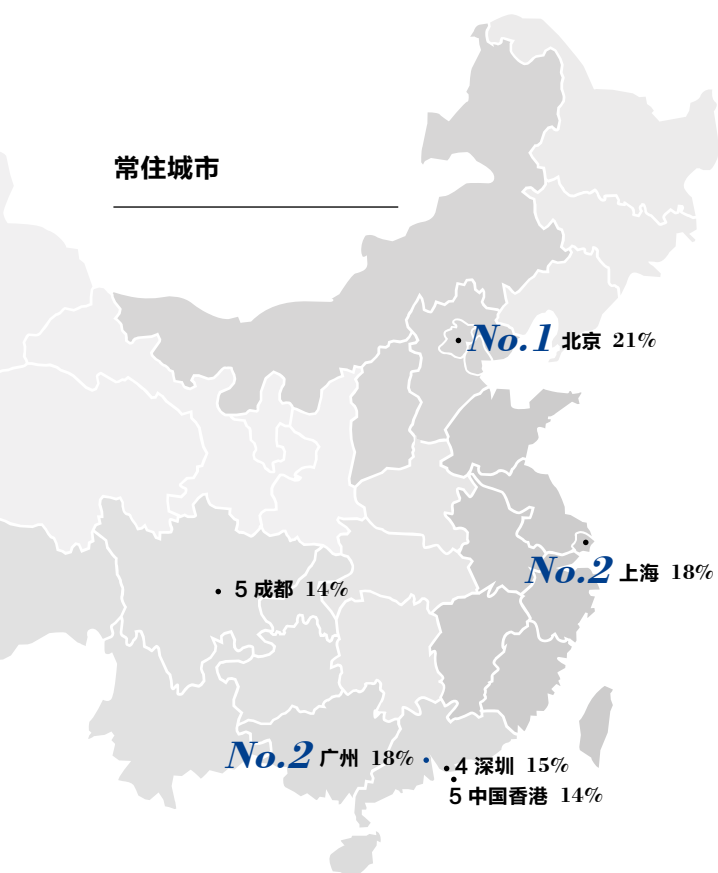 常住城市
No.1 北京 21%
No.2 上海 18%
5 成都 14%
No.2 广州 18%
4 深圳 15%
5 中国香港 14%